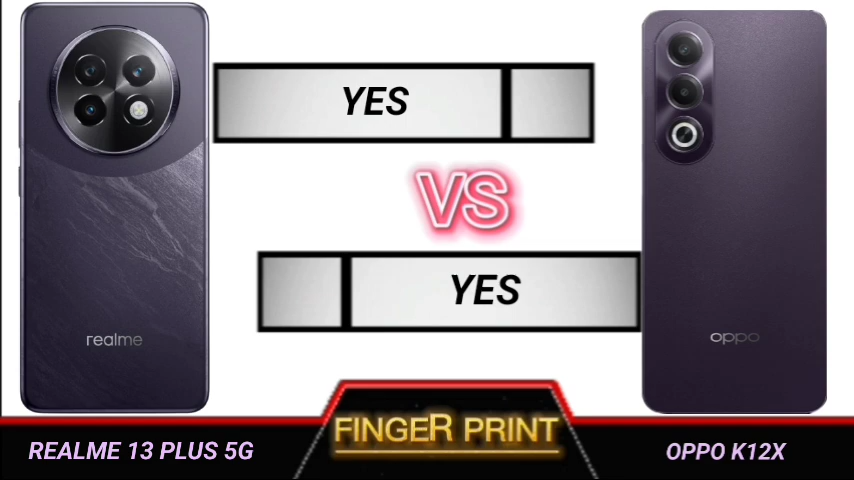 YES
VS
YES
realme
oppo
FINGER PRINT
REALME 13 PLUS 5G
OPPO K12X